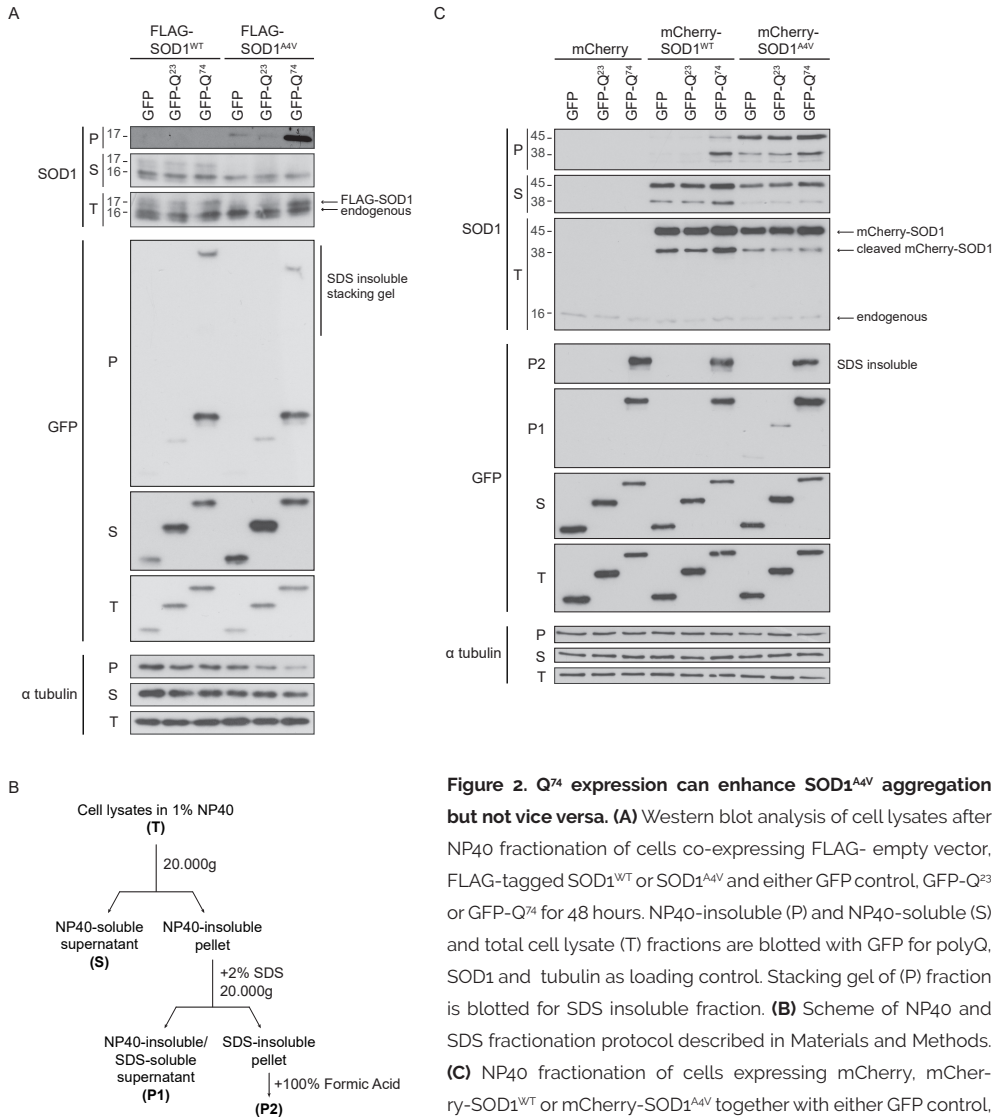 A
FLAG-
SOD1WT
FLAG-
SOD1A4V
GFP
GFP-Q23
GFP-Q74
GFP
GFP-Q23
GFP-Q74
SOD1
P
17
S
17
16
T
17
16
FLAG-SOD1
endogenous
GFP
P
SDS insoluble
stacking gel
S
T
α tubulin
P
S
T
B
Cell lysates in 1% NP40
(T)
20.000g
NP40-soluble
supernatant
(S)
NP40-insoluble
pellet
+2% SDS
20.000g
NP40-insoluble/
SDS-soluble
supernatant
(P1)
SDS-insoluble
pellet
+100% Formic Acid
(P2)
C
mCherry
mCherry-
SOD1WT
mCherry-
SOD1A4V
GFP
GFP-Q23
GFP-Q74
GFP
GFP-Q23
GFP-Q74
GFP
GFP-Q23
GFP-Q74
SOD1
P
45
38
S
45
38
T
45
38
16
mCherry-SOD1
cleaved mCherry-SOD1
endogenous
GFP
P2
SDS insoluble
P1
S
T
α tubulin
P
S
T
Figure 2. Q74 expression can enhance SOD1A4V aggregation
but not vice versa. (A) Western blot analysis of cell lysates after
NP40 fractionation of cells co-expressing FLAG- empty vector,
FLAG-tagged SOD1WT or SOD1A4V and either GFP control, GFP-Q23
or GFP-Q74 for 48 hours. NP40-insoluble (P) and NP40-soluble (S)
and total cell lysate (T) fractions are blotted with GFP for polyQ,
SOD1 and tubulin as loading control. Stacking gel of (P) fraction
is blotted for SDS insoluble fraction. (B) Scheme of NP40 and
SDS fractionation protocol described in Materials and Methods.
(C) NP40 fractionation of cells expressing mCherry, mCher-
ry-SOD1WT or mCherry-SOD1A4V together with either GFP control,